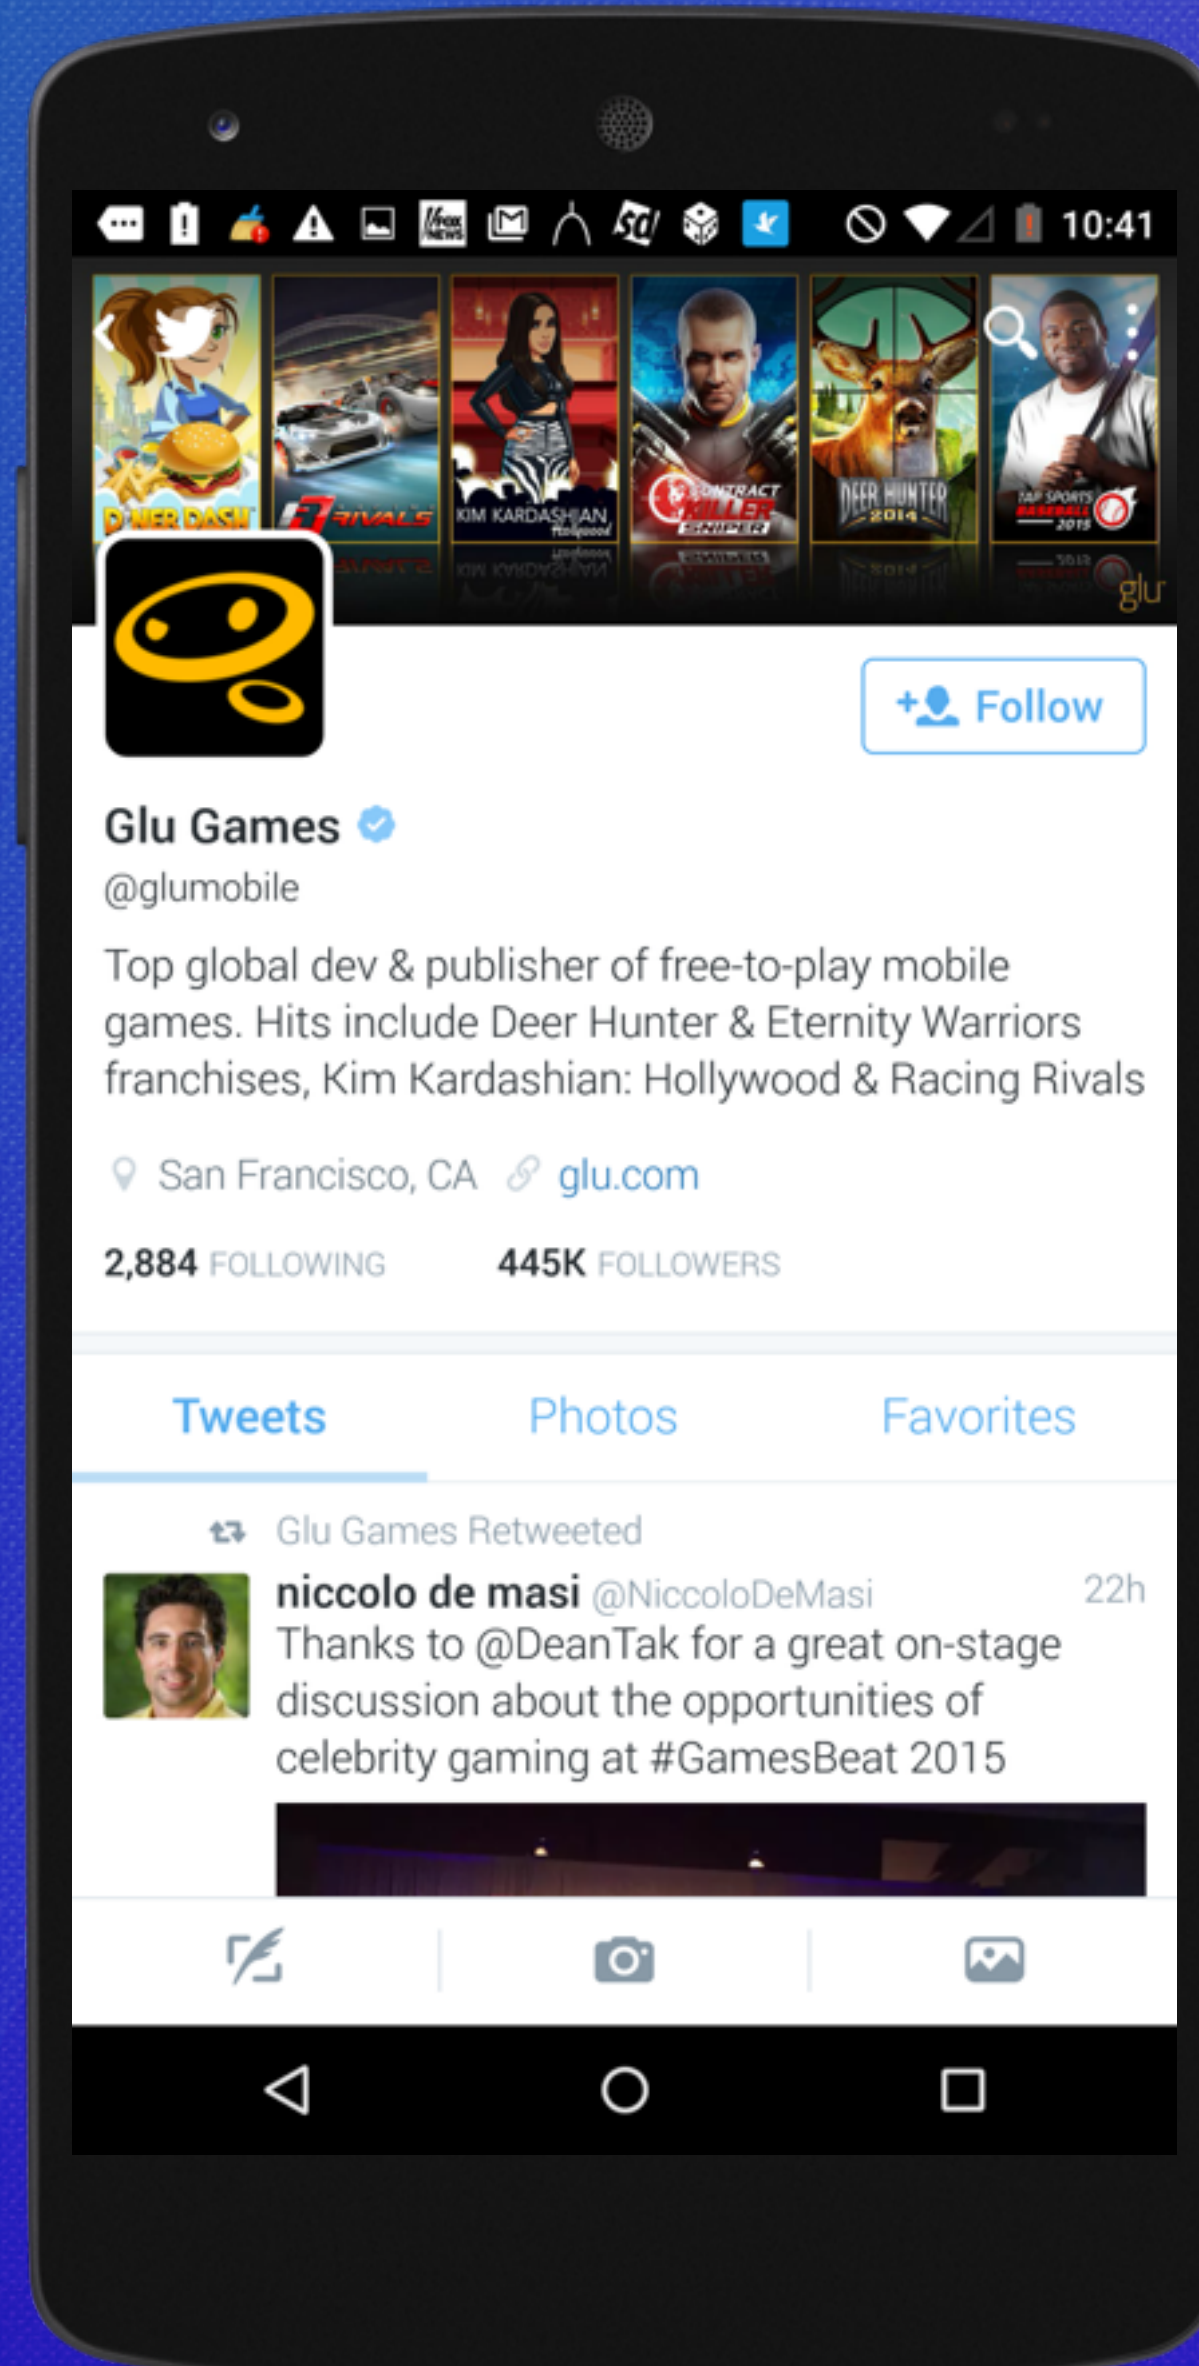 FOX
NEWS
sq!
10:41
DINER DASH
RIVALS
KIM KARDASHIAN
Hollywood
CONTRACT
KILLER
SNIPER
DEER HUNTER
2014
TAP SPORTS
BASEBALL
2015
glu
Follow
Glu Games
@glumobile
Top global dev & publisher of free-to-play mobile
games. Hits include Deer Hunter & Eternity Warriors
franchises, Kim Kardashian: Hollywood & Racing Rivals
San Francisco, CA glu.com
2,884 FOLLOWING 445K FOLLOWERS
Tweets Photos Favorites
Glu Games Retweeted
niccolo de masi @NiccoloDeMasi 22h
Thanks to @DeanTak for a great on-stage
discussion about the opportunities of
celebrity gaming at #GamesBeat 2015